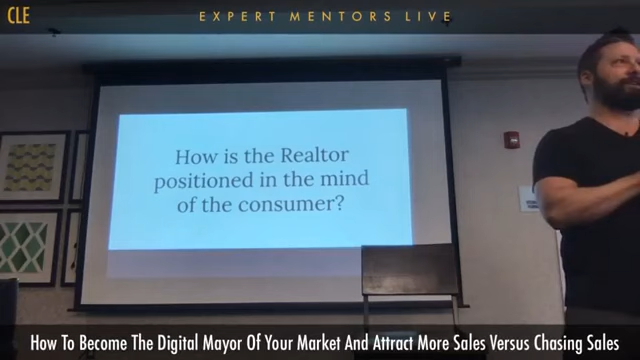 CLE
EXPERT MENTORS LIVE
How is the Realtor
positioned in the mind
of the consumer?
How To Become The Digital Mayor Of Your Market And Attract More Sales Versus Chasing Sales